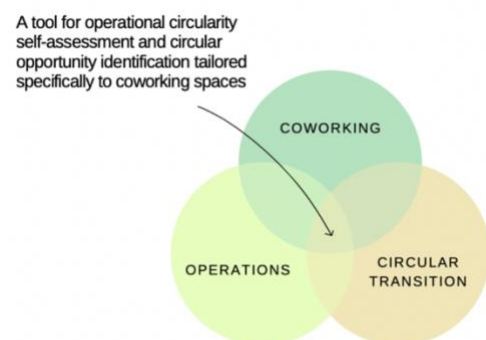 A tool for operational circularity
self-assessment and circular
opportunity identification tailored
specifically to coworking spaces
COWORKING
OPERATIONS
CIRCULAR
TRANSITION